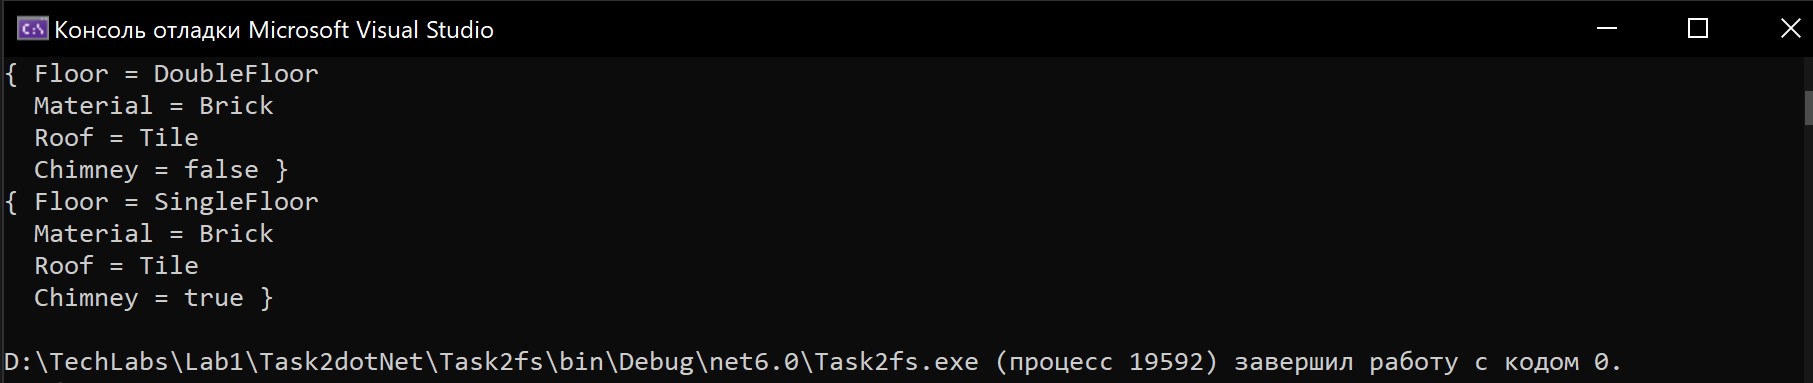 Консоль отладки Microsoft Visual Studio
{ Floor = DoubleFloor
  Material = Brick
  Roof = Tile
  Chimney = false }
{ Floor = SingleFloor
  Material = Brick
  Roof = Tile
  Chimney = true }
D:\TechLabs\Lab1\Task2dotNet\Task2fs\bin\Debug\net6.0\Task2fs.exe (процесс 19592) завершил работу с кодом 0.